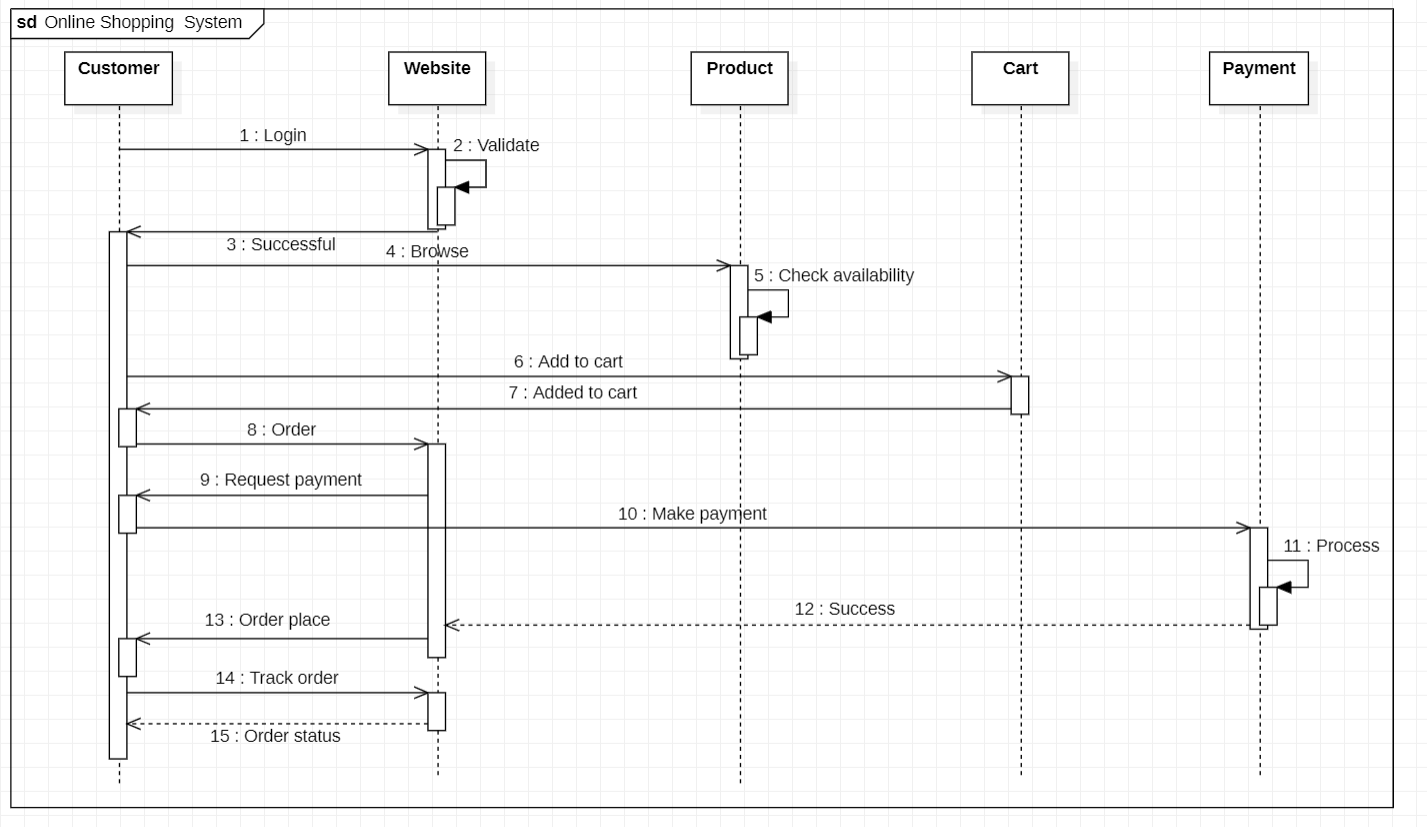 sd Online Shopping System
Customer
Website
Product
Cart
Payment
1 : Login
2 : Validate
3 : Successful
4 : Browse
5 : Check availability
6 : Add to cart
7 : Added to cart
8 : Order
9 : Request payment
10 : Make payment
11 : Process
12 : Success
13 : Order place
14 : Track order
15 : Order status